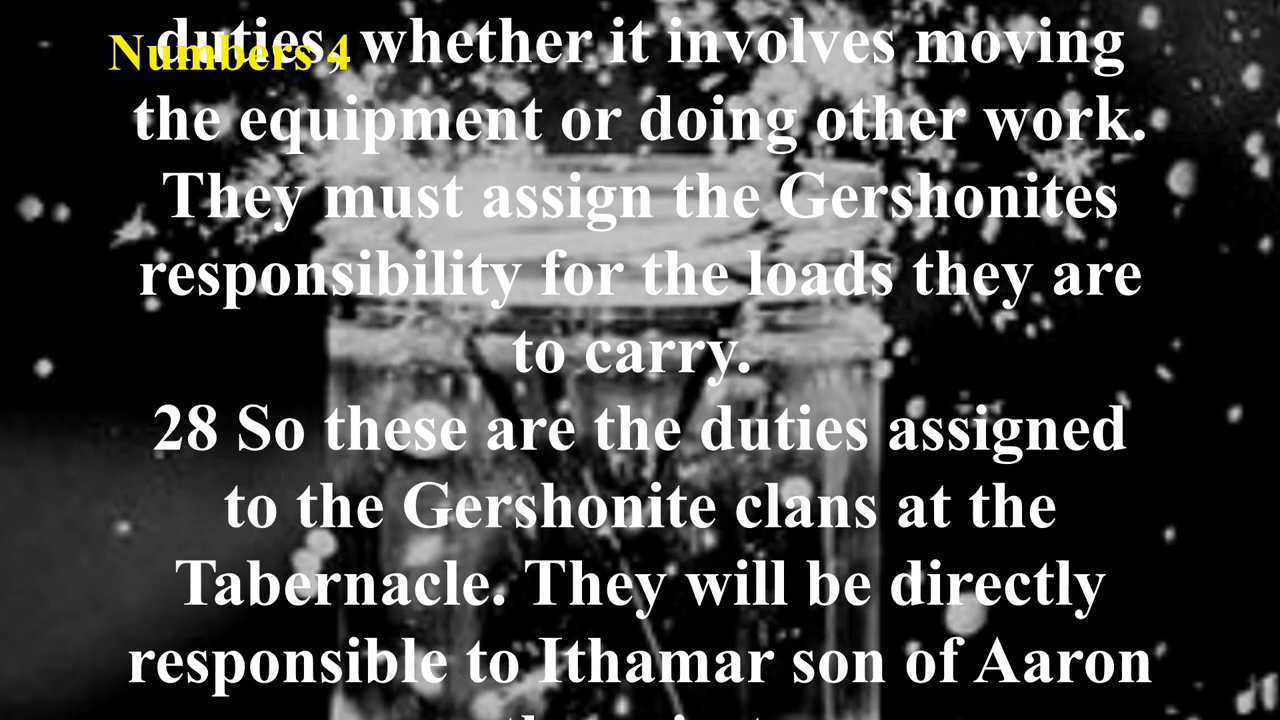 Numbers 4
duties, whether it involves moving
the equipment or doing other work.
They must assign the Gershonites
responsibility for the loads they are
to carry.
28 So these are the duties assigned
to the Gershonite clans at the
Tabernacle. They will be directly
responsible to Ithamar son of Aaron